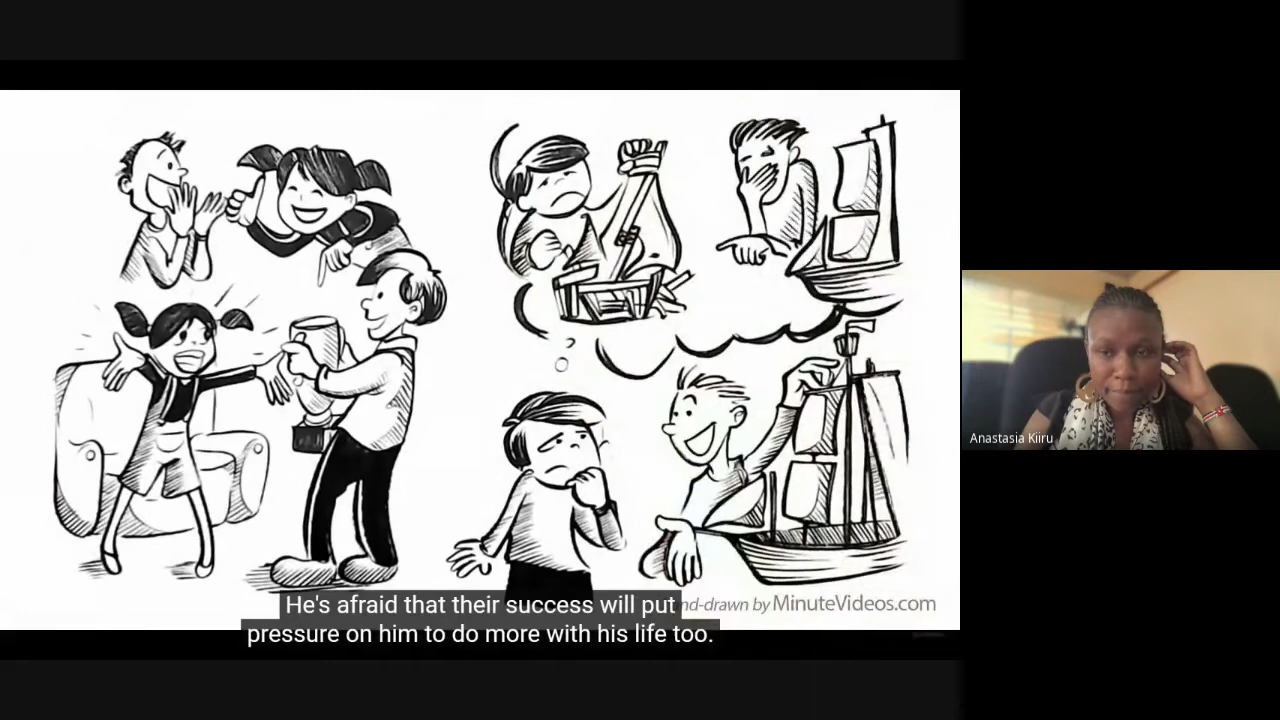 He's afraid that their success will put
pressure on him to do more with his life too.
nd-drawn by MinuteVideos.com
Anastasia Kiiru